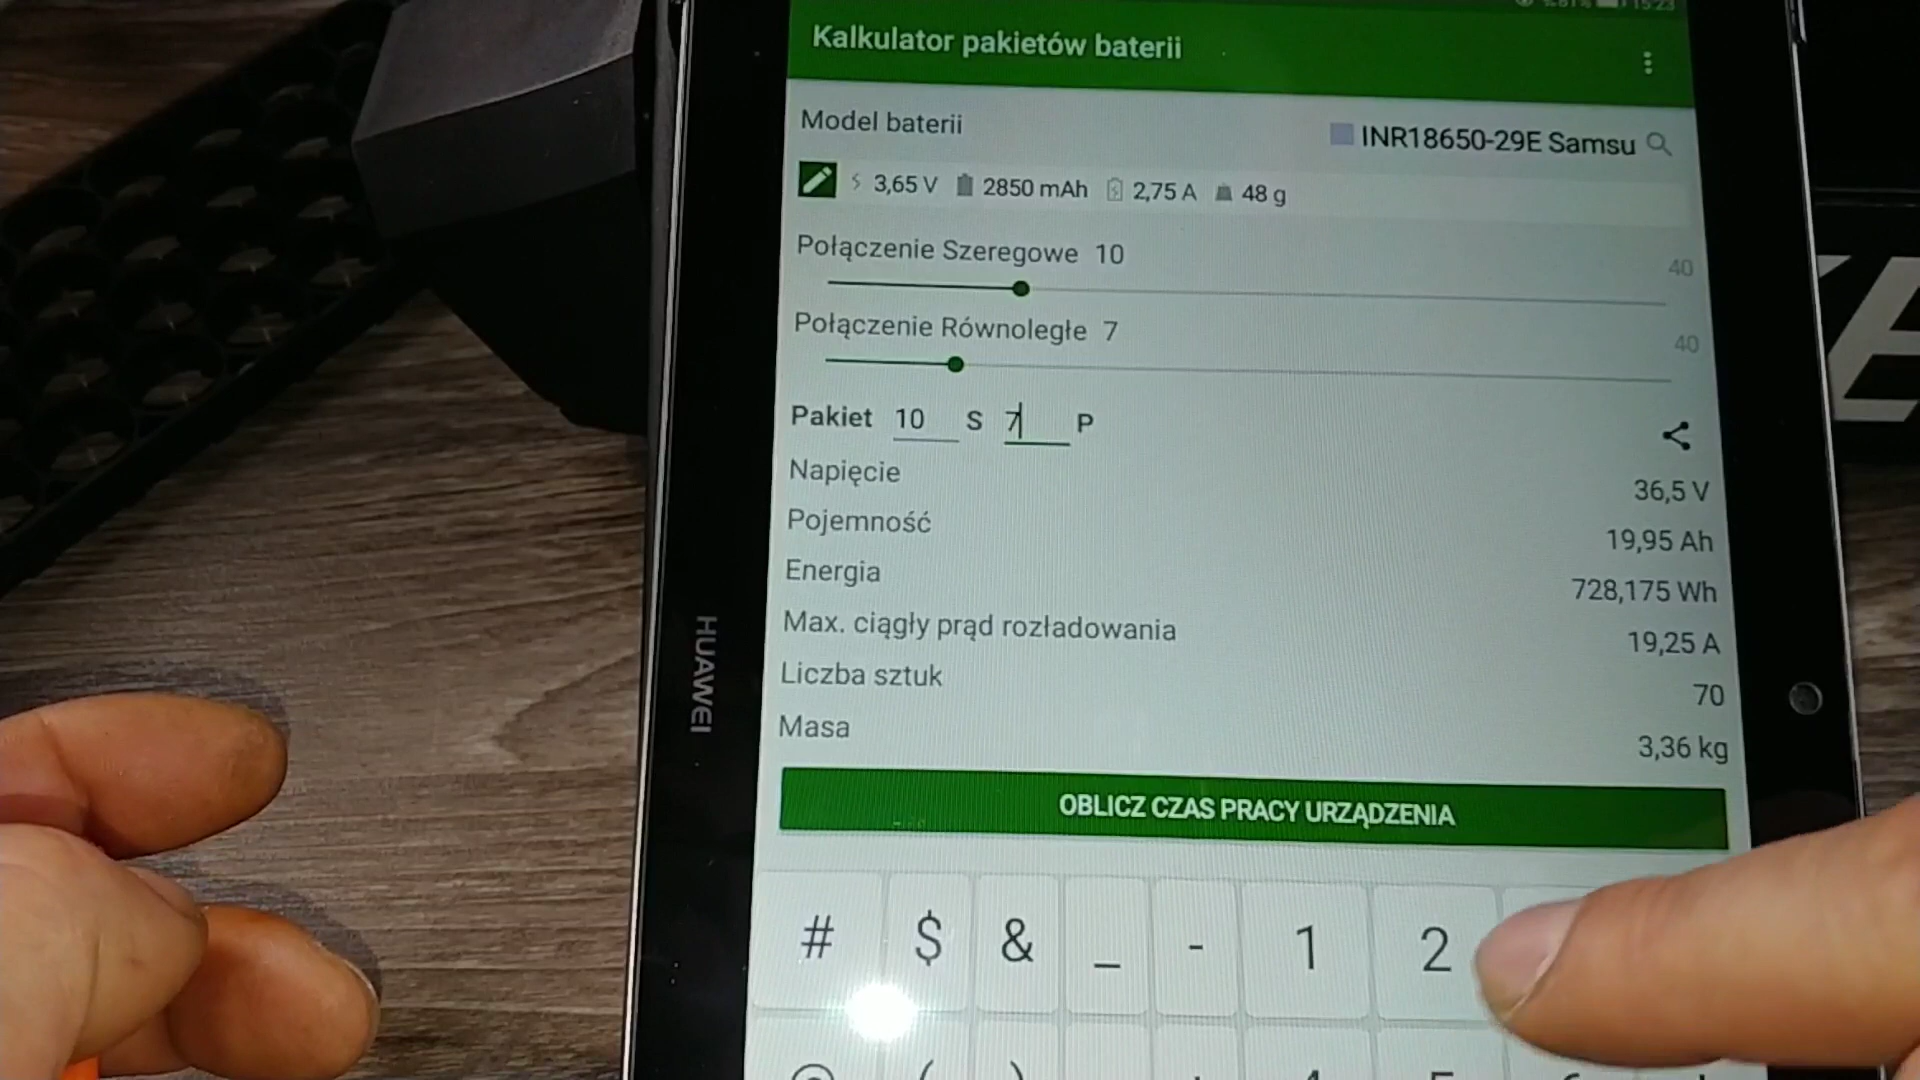 15:23
Kalkulator pakietów baterii
Model baterii INR18650-29E Samsu
3,65 V 2850 mAh 2,75 A 48 g
Połączenie Szeregowe 10 40
Połączenie Równoległe 7 40
Pakiet 10 S 7 P
Napięcie 36,5 V
Pojemność 19,95 Ah
Energia 728,175 Wh
Max. ciągły prąd rozładowania 19,25 A
Liczba sztuk 70
Masa 3,36 kg
OBLICZ CZAS PRACY URZĄDZENIA
# $ & _ - 1 2
HUAWEI